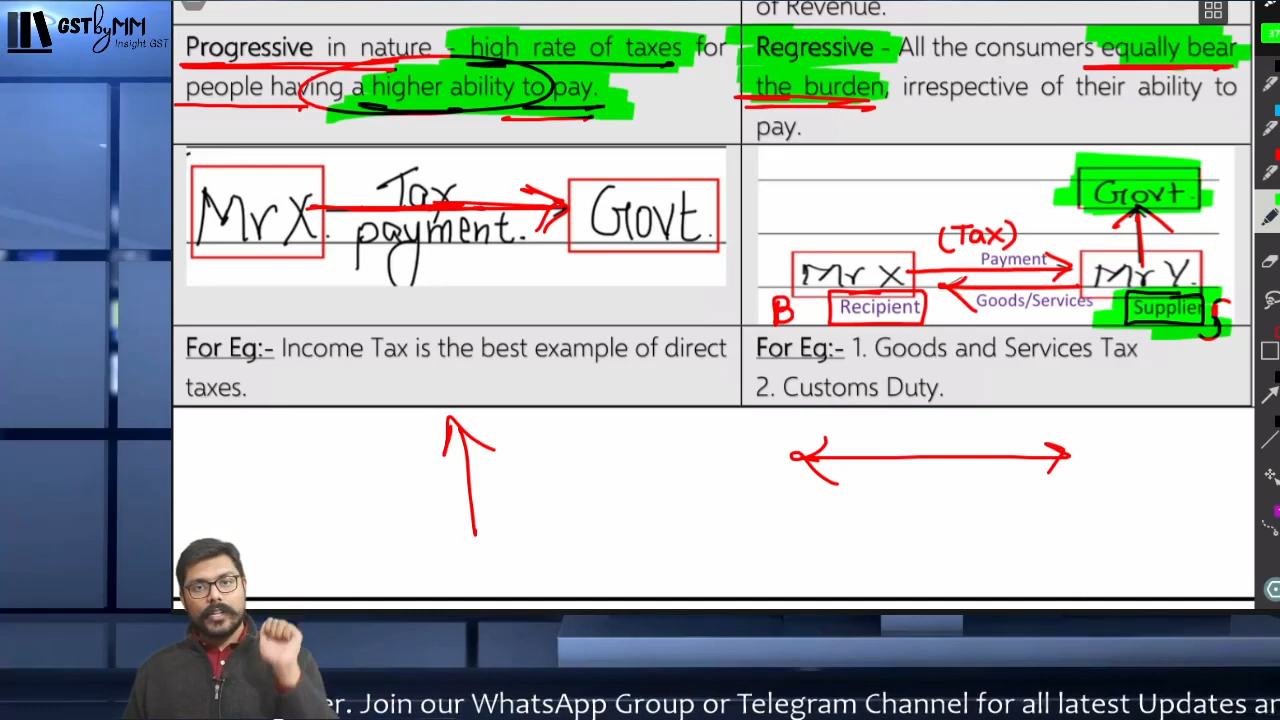 GSTbyMM
Insight GST
of Revenue.
Progressive in nature - high rate of taxes for
people having a higher ability to pay.
Regressive - All the consumers equally bear
the burden, irrespective of their ability to
pay.
Mr X. Tax payment. Govt.
Govt.
(Tax)
Payment
Mr X Mr Y.
Goods/Services
B Recipient Supplier S
For Eg:- Income Tax is the best example of direct
taxes.
For Eg:- 1. Goods and Services Tax
2. Customs Duty.
er. Join our WhatsApp Group or Telegram Channel for all latest Updates an
37